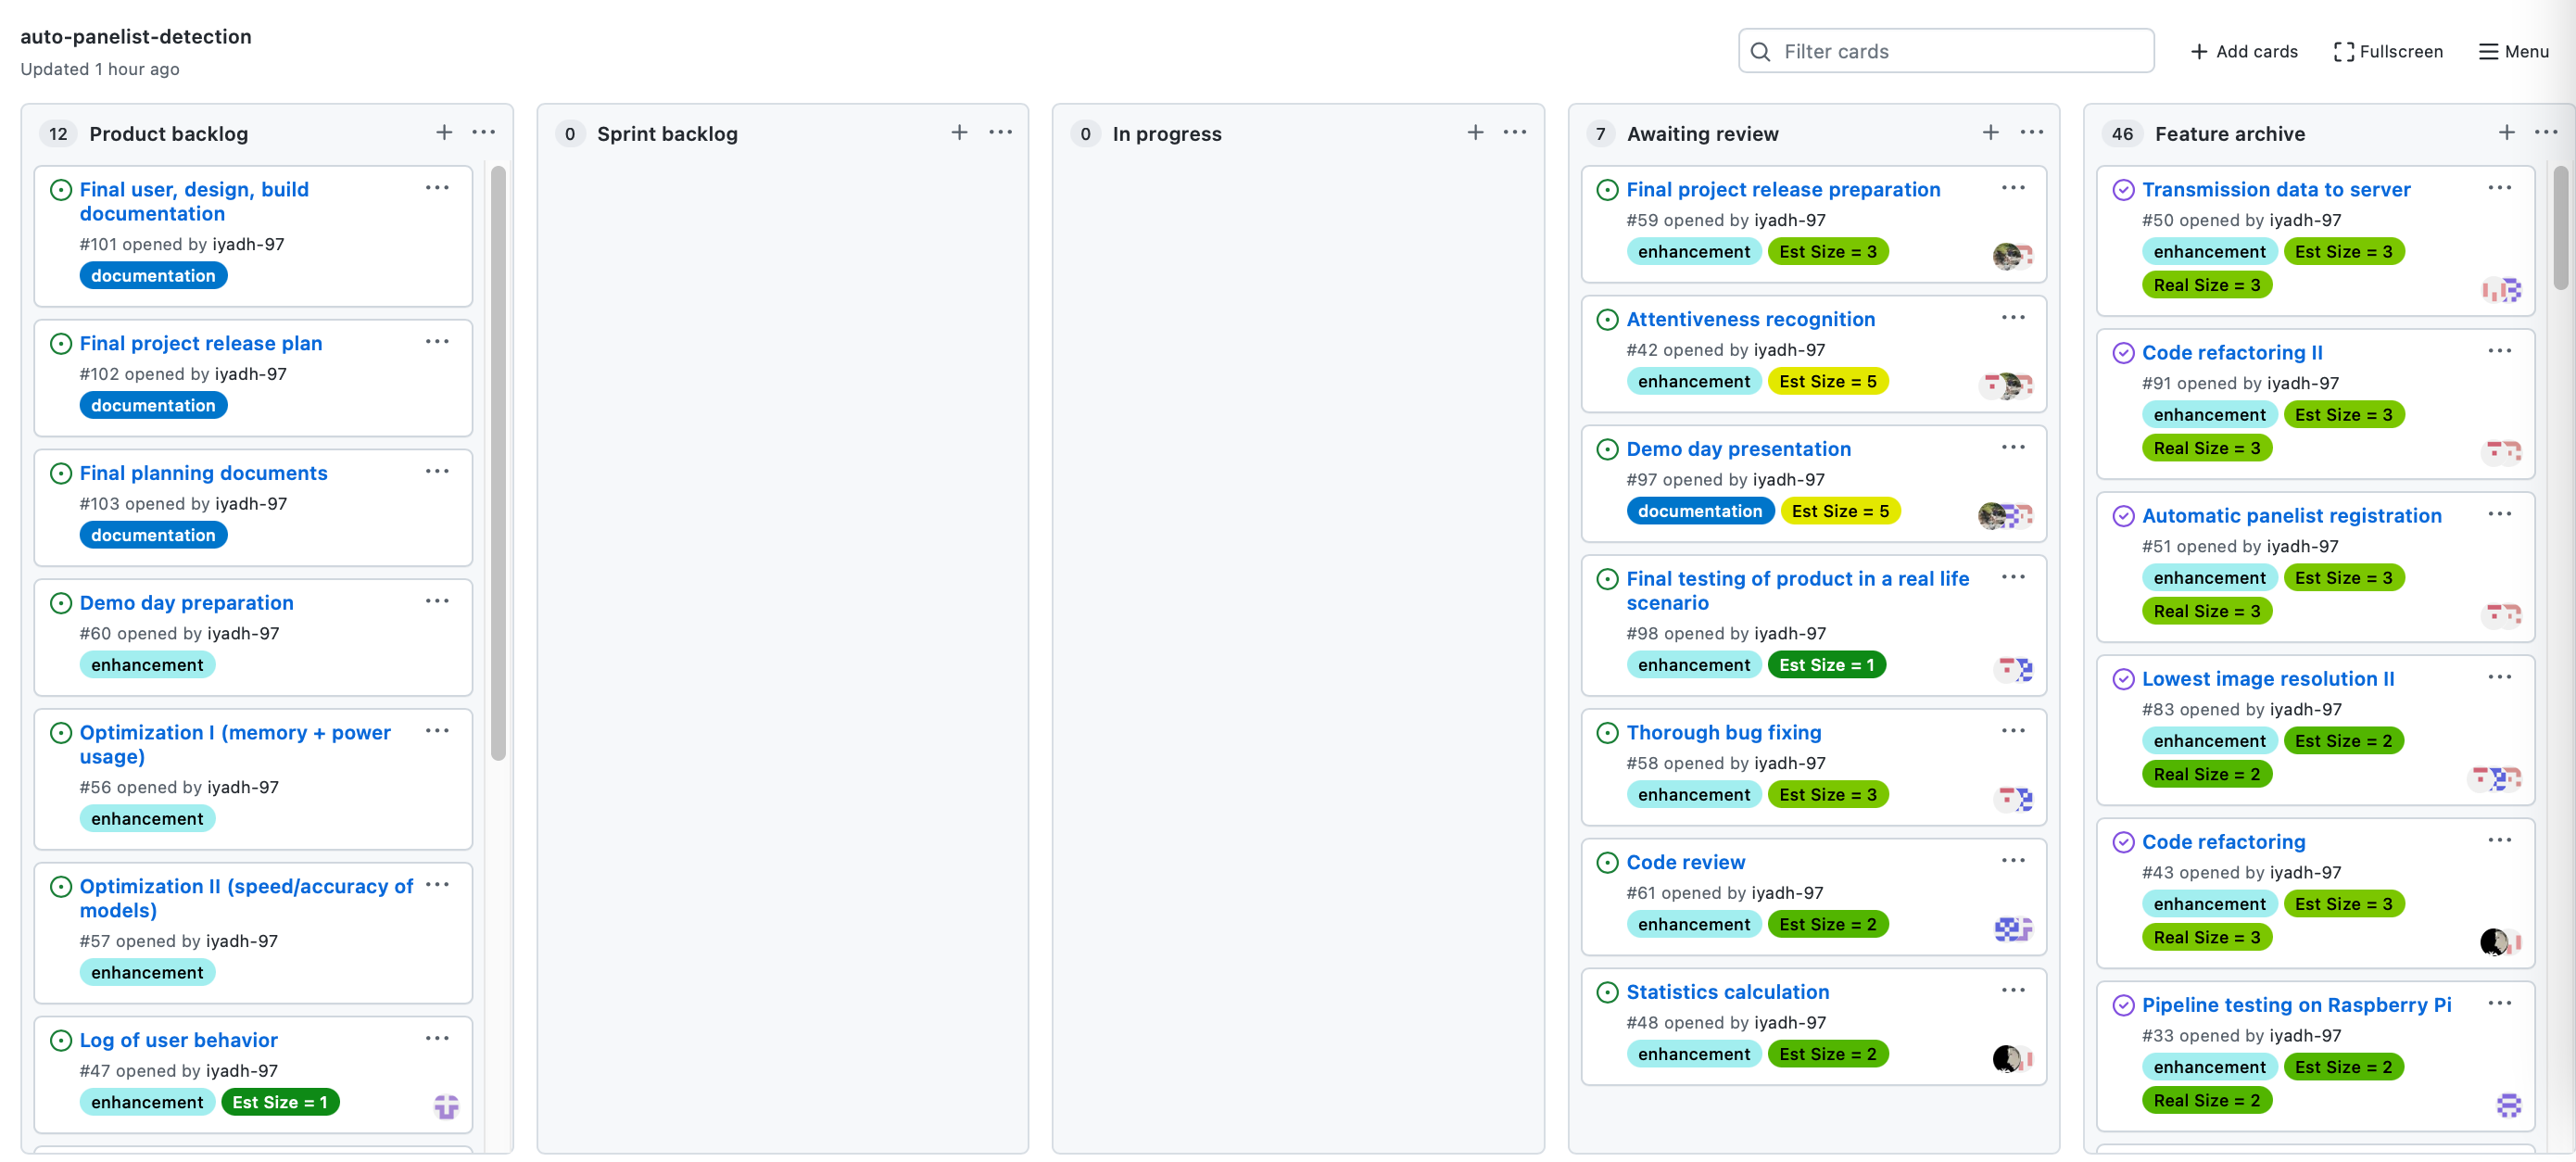 auto-panelist-detection
Updated 1 hour ago
Filter cards
Add cards
Fullscreen
Menu
12 Product backlog
Final user, design, build
documentation
#101 opened by iyadh-97
documentation
Final project release plan
#102 opened by iyadh-97
documentation
Final planning documents
#103 opened by iyadh-97
documentation
Demo day preparation
#60 opened by iyadh-97
enhancement
Optimization I (memory + power
usage)
#56 opened by iyadh-97
enhancement
Optimization II (speed/accuracy of
models)
#57 opened by iyadh-97
enhancement
Log of user behavior
#47 opened by iyadh-97
enhancement Est Size = 1
0 Sprint backlog
0 In progress
7 Awaiting review
Final project release preparation
#59 opened by iyadh-97
enhancement Est Size = 3
Attentiveness recognition
#42 opened by iyadh-97
enhancement Est Size = 5
Demo day presentation
#97 opened by iyadh-97
documentation Est Size = 5
Final testing of product in a real life
scenario
#98 opened by iyadh-97
enhancement Est Size = 1
Thorough bug fixing
#58 opened by iyadh-97
enhancement Est Size = 3
Code review
#61 opened by iyadh-97
enhancement Est Size = 2
Statistics calculation
#48 opened by iyadh-97
enhancement Est Size = 2
46 Feature archive
Transmission data to server
#50 opened by iyadh-97
enhancement Est Size = 3
Real Size = 3
Code refactoring II
#91 opened by iyadh-97
enhancement Est Size = 3
Real Size = 3
Automatic panelist registration
#51 opened by iyadh-97
enhancement Est Size = 3
Real Size = 3
Lowest image resolution II
#83 opened by iyadh-97
enhancement Est Size = 2
Real Size = 2
Code refactoring
#43 opened by iyadh-97
enhancement Est Size = 3
Real Size = 3
Pipeline testing on Raspberry Pi
#33 opened by iyadh-97
enhancement Est Size = 2
Real Size = 2